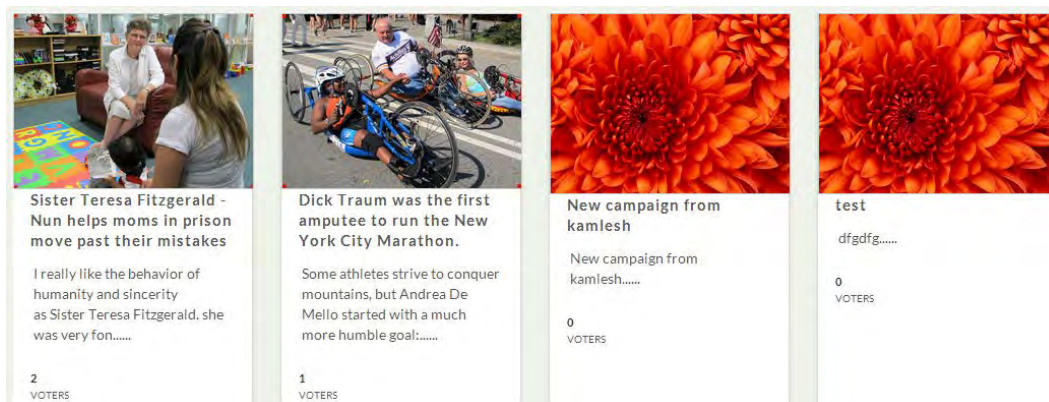 Sister Teresa Fitzgerald -
Nun helps moms in prison
move past their mistakes
I really like the behavior of
humanity and sincerity
as Sister Teresa Fitzgerald. she
was very fon......
2
VOTERS
Dick Traum was the first
amputee to run the New
York City Marathon.
Some athletes strive to conquer
mountains, but Andrea De
Mello started with a much
more humble goal:......
1
VOTERS
New campaign from
kamlesh
New campaign from
kamlesh......
0
VOTERS
test
dfgdfg......
0
VOTERS